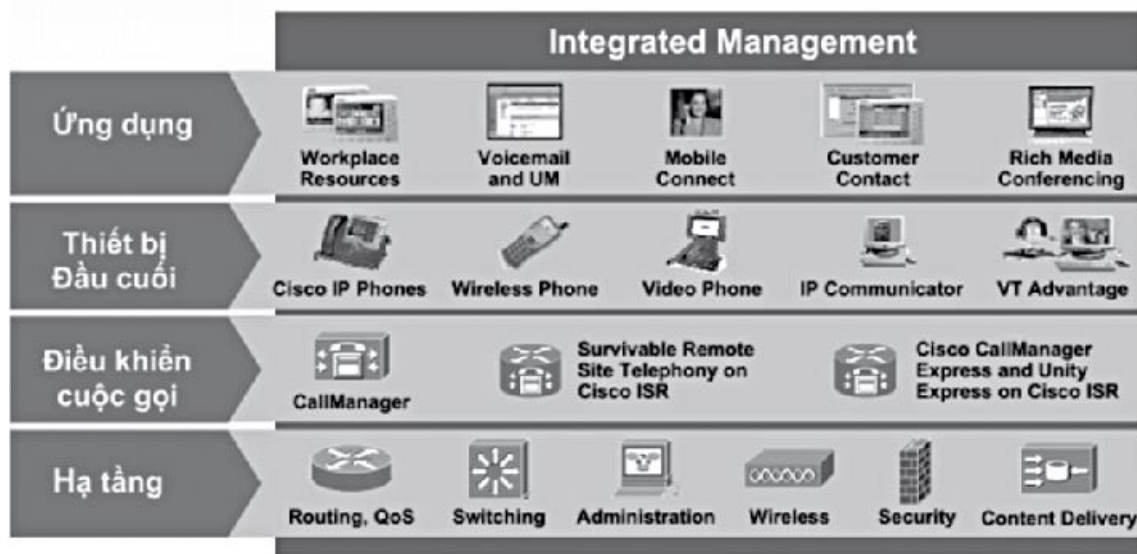 Integrated Management
Ứng dụng
Workplace
Resources
Voicemail
and UM
Mobile
Connect
Customer
Contact
Rich Media
Conferencing
Thiết bị
Đầu cuối
Cisco IP Phones
Wireless Phone
Video Phone
IP Communicator
VT Advantage
Điều khiển
cuộc gọi
CallManager
Survivable Remote
Site Telephony on
Cisco ISR
Cisco CallManager
Express and Unity
Express on Cisco ISR
Hạ tầng
Routing, QoS
Switching
Administration
Wireless
Security
Content Delivery